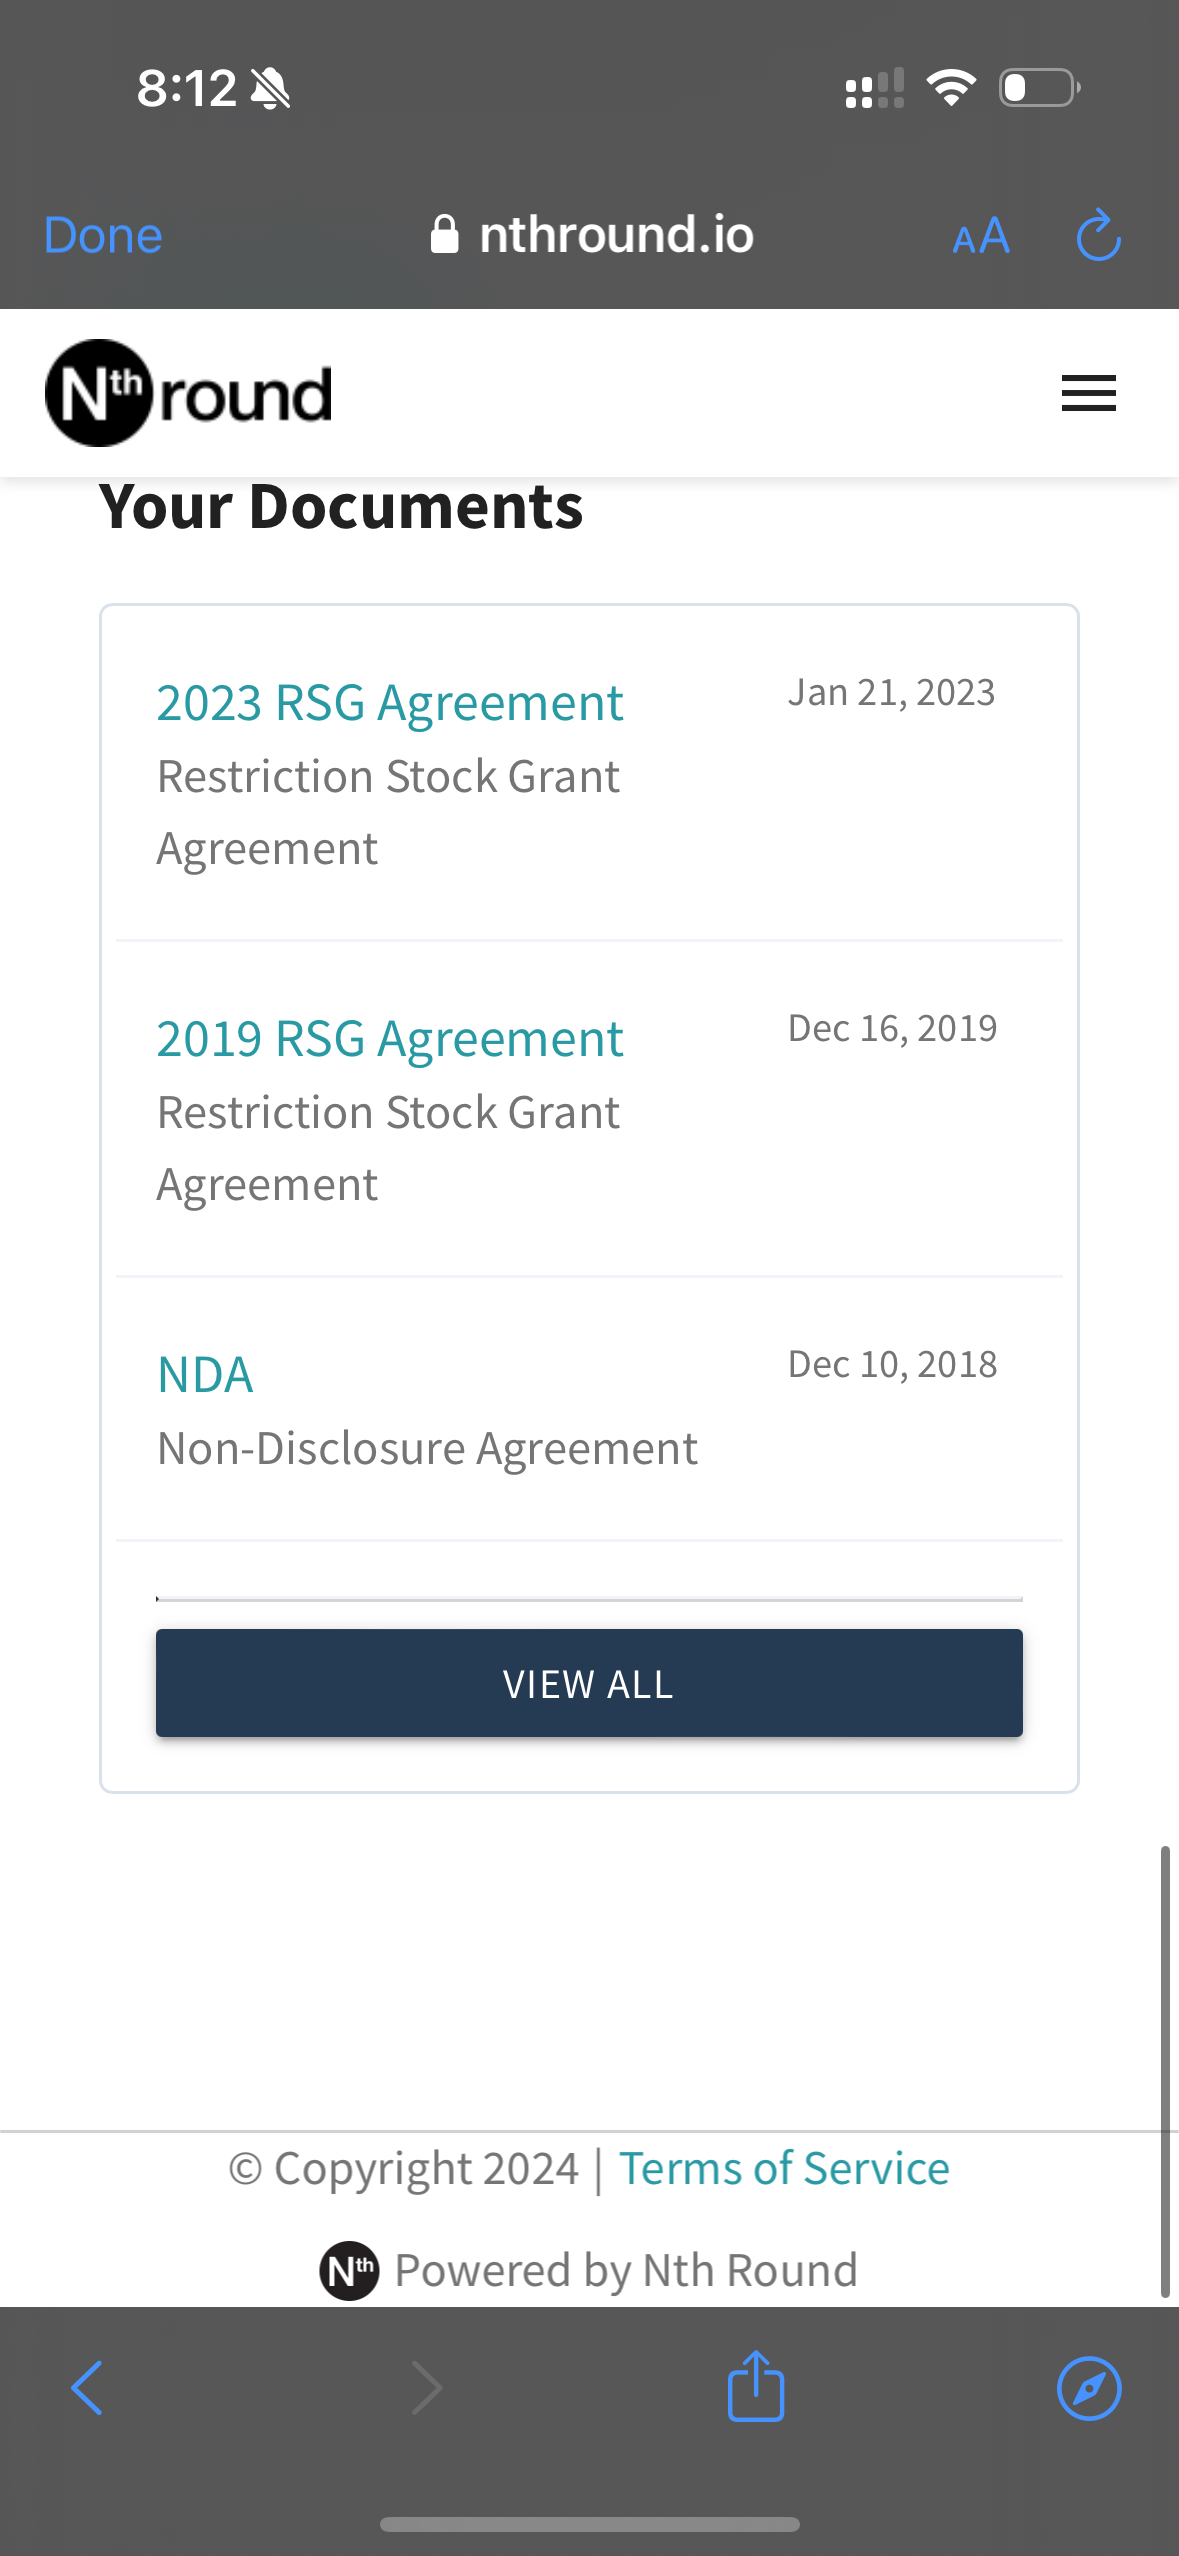 8:12
Done nthround.io AA
Nth round
Your Documents
2023 RSG Agreement Jan 21, 2023
Restriction Stock Grant
Agreement
2019 RSG Agreement Dec 16, 2019
Restriction Stock Grant
Agreement
NDA Dec 10, 2018
Non-Disclosure Agreement
VIEW ALL
© Copyright 2024 | Terms of Service
Nth Powered by Nth Round